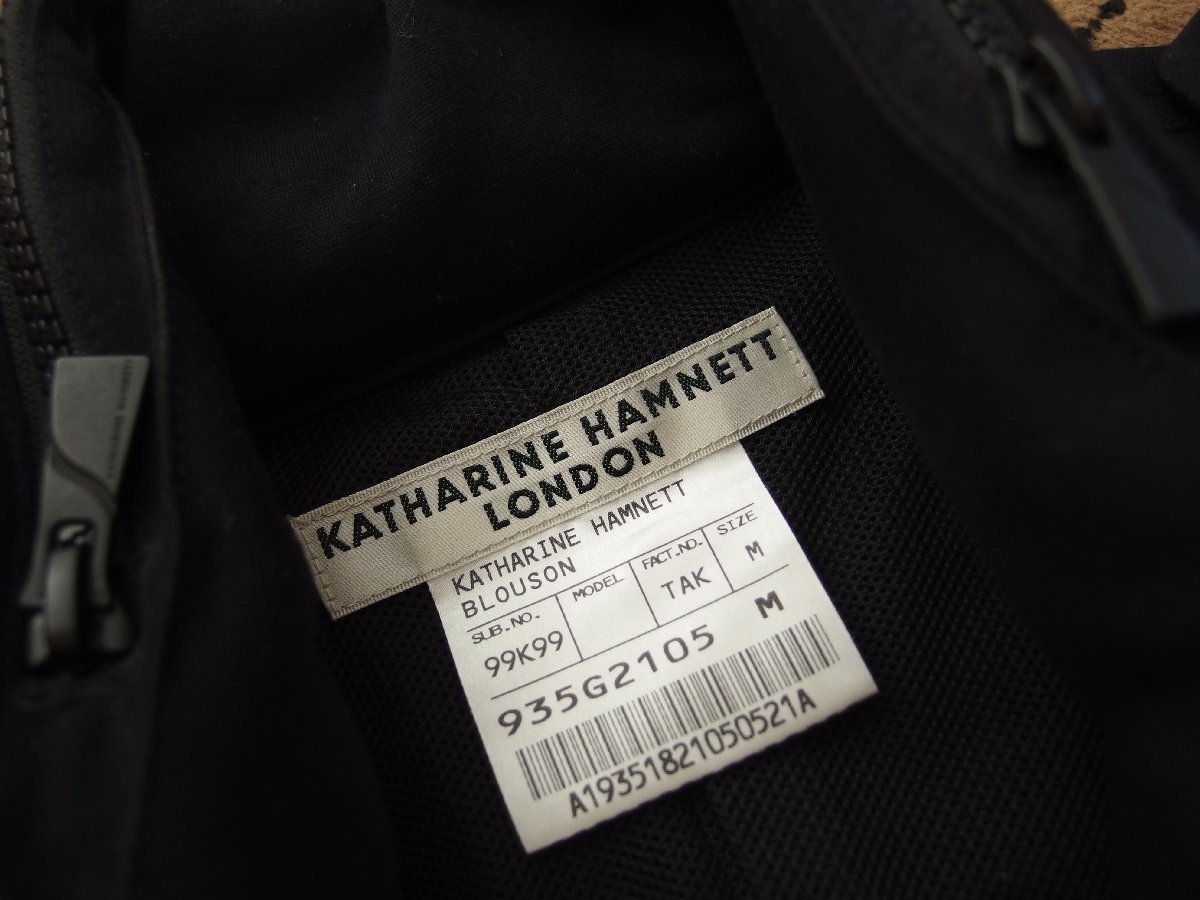 KATHARINE HAMNETT
LONDON
KATHARINE HAMNETT
BLOUSON
SUB.NO. MODEL FACT.NO. SIZE
99K99 TAK M
935G2105 M
A19351821050521A